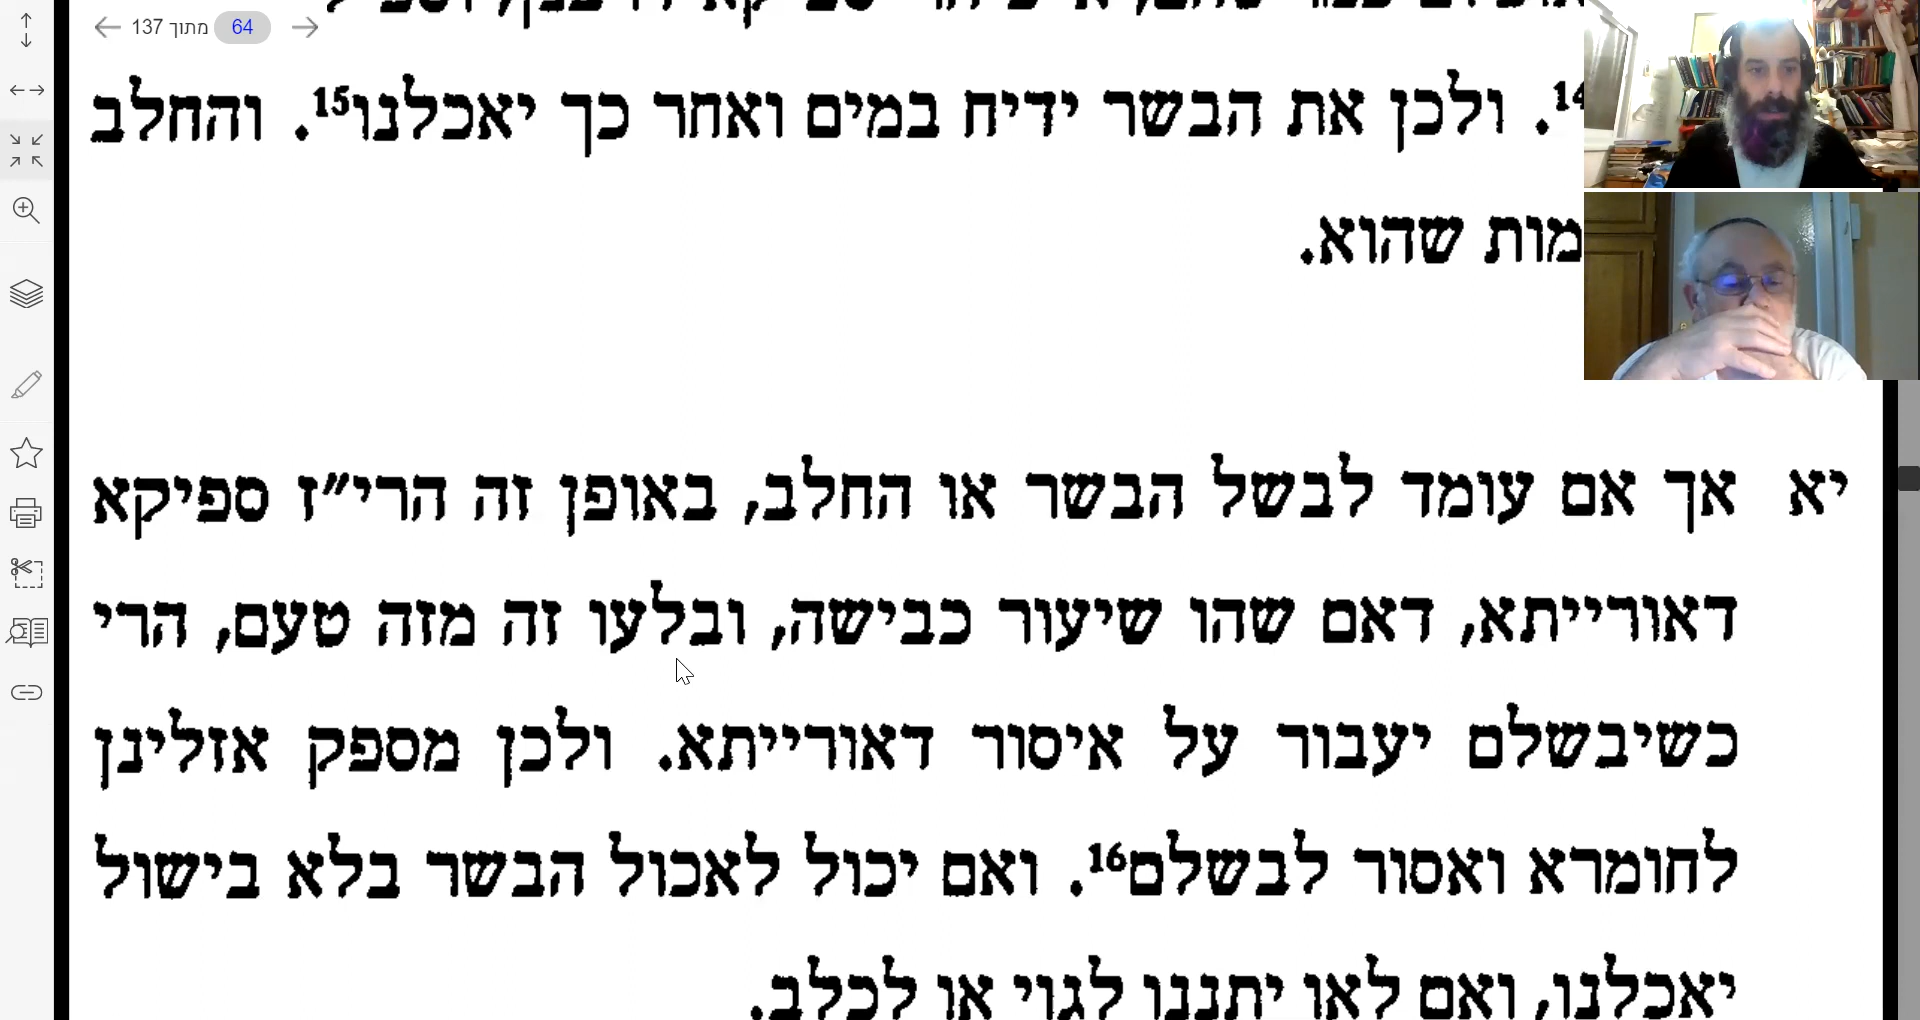 64 מתוך 137
14. ולכן את הבשר ידיח במים ואחר כך יאכלנו15. והחלב
מות שהוא.
יא אך אם עומד לבשל הבשר או החלב, באופן זה הרי״ז ספיקא
דאורייתא, דאם שהו שיעור כבישה, ובלעו זה מזה טעם, הרי
כשיבשלם יעבור על איסור דאורייתא. ולכן מספק אזלינן
לחומרא ואסור לבשלם16. ואם יכול לאכול הבשר בלא בישול
יאכלנו, ואם לאו יתננו לגוי או לכלב.